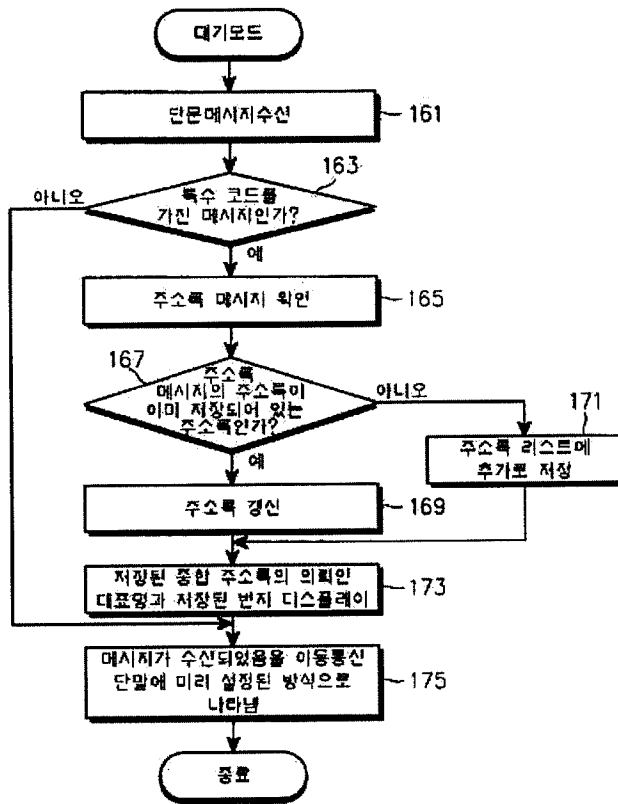 대기모드
단문메시지수신
161
163
아니오
특수 코드를
가진 메시지인가?
예
주소록 메시지 확인
165
167
주소록
메시지의 주소록이
이미 저장되어 있는
주소록인가?
아니오
171
예
주소록 리스트에
추가로 저장
주소록 갱신
169
저장된 종합 주소록의 의뢰인
대표명과 저장된 번지 디스플레이
173
메시지가 수신되었음을 이동통신
단말에 미리 설정된 방식으로
나타냄
175
종료